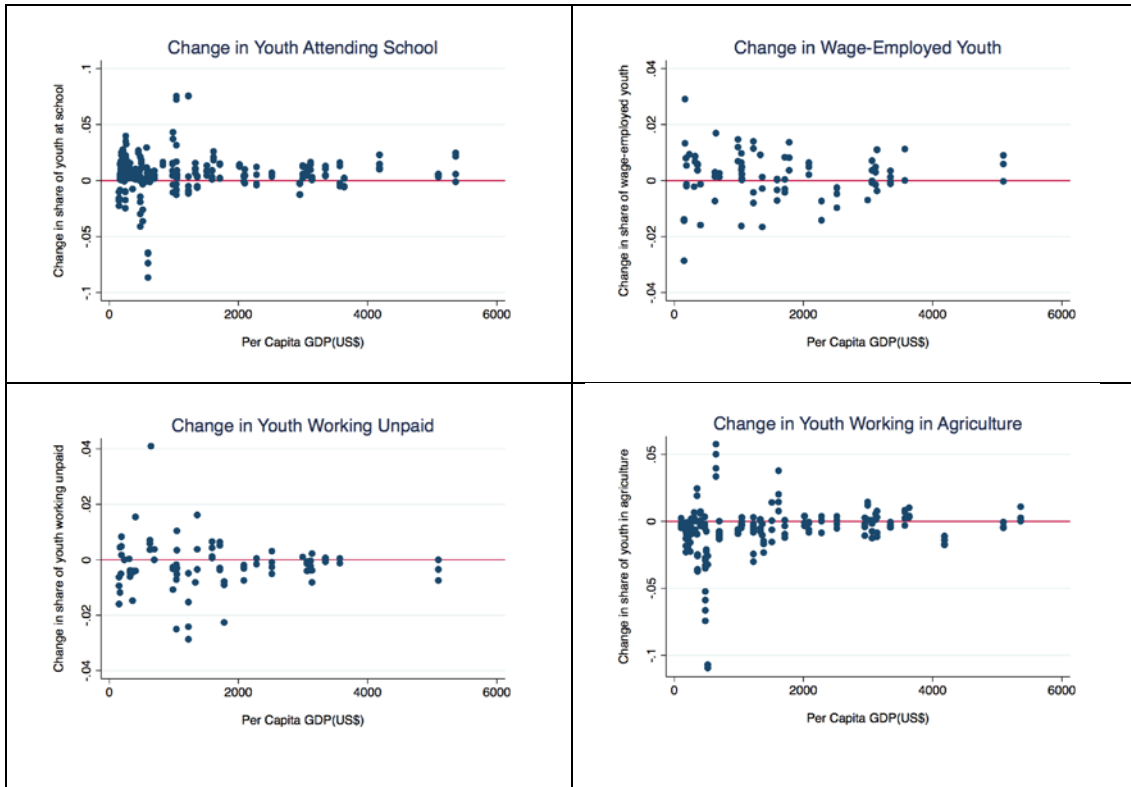 Change in Youth Attending School
Change in share of youth at school
.1
.05
0
-.05
-.1
0
2000
4000
6000
Per Capita GDP(US$)
Change in Wage-Employed Youth
Change in share of wage-employed youth
.04
.02
0
-.02
-.04
0
2000
4000
6000
Per Capita GDP(US$)
Change in Youth Working Unpaid
Change in share of youth working unpaid
.04
.02
0
-.02
-.04
0
2000
4000
6000
Per Capita GDP(US$)
Change in Youth Working in Agriculture
Change in share of youth in agriculture
.05
0
-.05
-.1
0
2000
4000
6000
Per Capita GDP(US$)